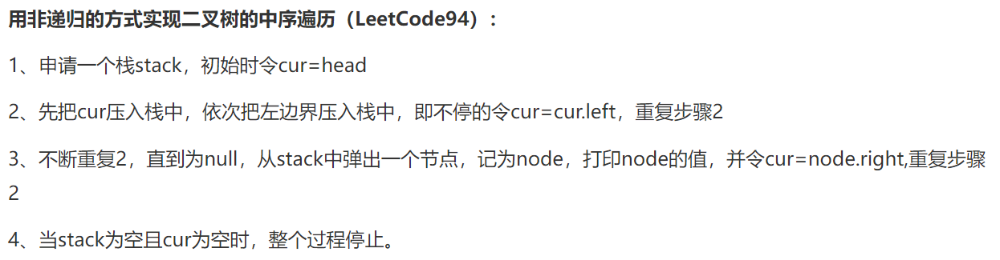 用非递归的方式实现二叉树的中序遍历（LeetCode94）：
1、申请一个栈stack，初始时令cur=head
2、先把cur压入栈中，依次把左边界压入栈中，即不停的令cur=cur.left，重复步骤2
3、不断重复2，直到为null，从stack中弹出一个节点，记为node，打印node的值，并令cur=node.right,重复步骤
2
4、当stack为空且cur为空时，整个过程停止。